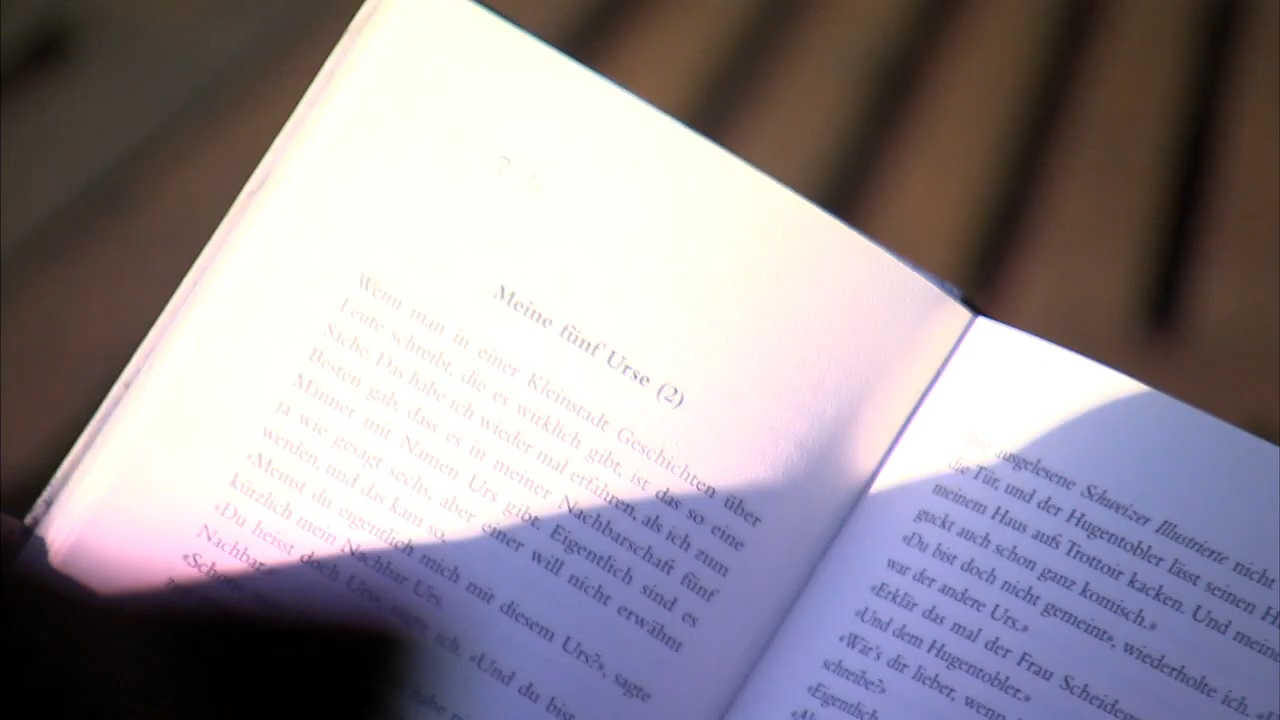 Meine fünf Urse (2)
Wenn man in einer Kleinstadt Geschichten über
Leute schreibt, die es wirklich gibt, ist das so eine
Sache. Das habe ich wieder mal erfahren, als ich zum
Besten gab, dass es in meiner Nachbarschaft fünf
Männer mit Namen Urs gibt. Eigentlich sind es
ja wie gesagt sechs, aber einer will nicht erwähnt
werden, und das kam so.
«Meinst du eigentlich mich mit diesem Urs?», sagte
kürzlich mein Nachbar Urs.
«Du heisst doch Urs», sagte ich. «Und du bist
Nachbar.
«Schon
ausgelesene Schweizer Illustrierte nicht
die Tür, und der Hugentobler lässt seinen
meinem Haus aufs Trottoir kacken. Und
guckt auch schon ganz komisch.»
«Du bist doch nicht gemeint», wiederholte ich.
war der andere Urs.»
«Erklär das mal der Frau
«Und dem Hugentobler.»
«Wär's dir lieber, wenn
schreibe?»
«Eigentlich